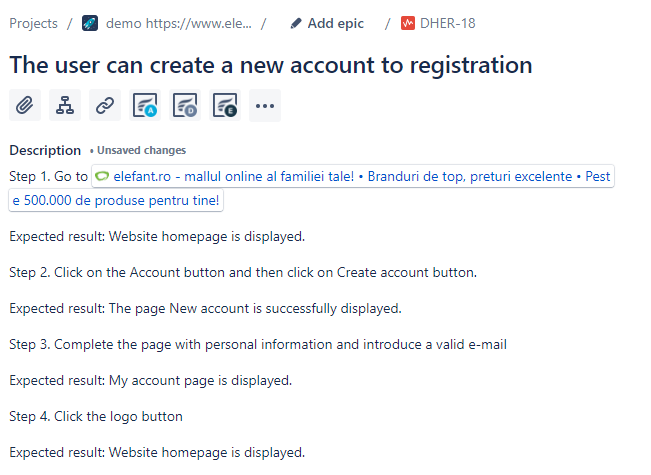 Projects / demo https://www.ele... / Add epic / DHER-18
The user can create a new account to registration
A D E
Description • Unsaved changes
Step 1. Go to elefant.ro - mallul online al familiei tale! • Branduri de top, preturi excelente • Pest
e 500.000 de produse pentru tine!
Expected result: Website homepage is displayed.
Step 2. Click on the Account button and then click on Create account button.
Expected result: The page New account is successfully displayed.
Step 3. Complete the page with personal information and introduce a valid e-mail
Expected result: My account page is displayed.
Step 4. Click the logo button
Expected result: Website homepage is displayed.